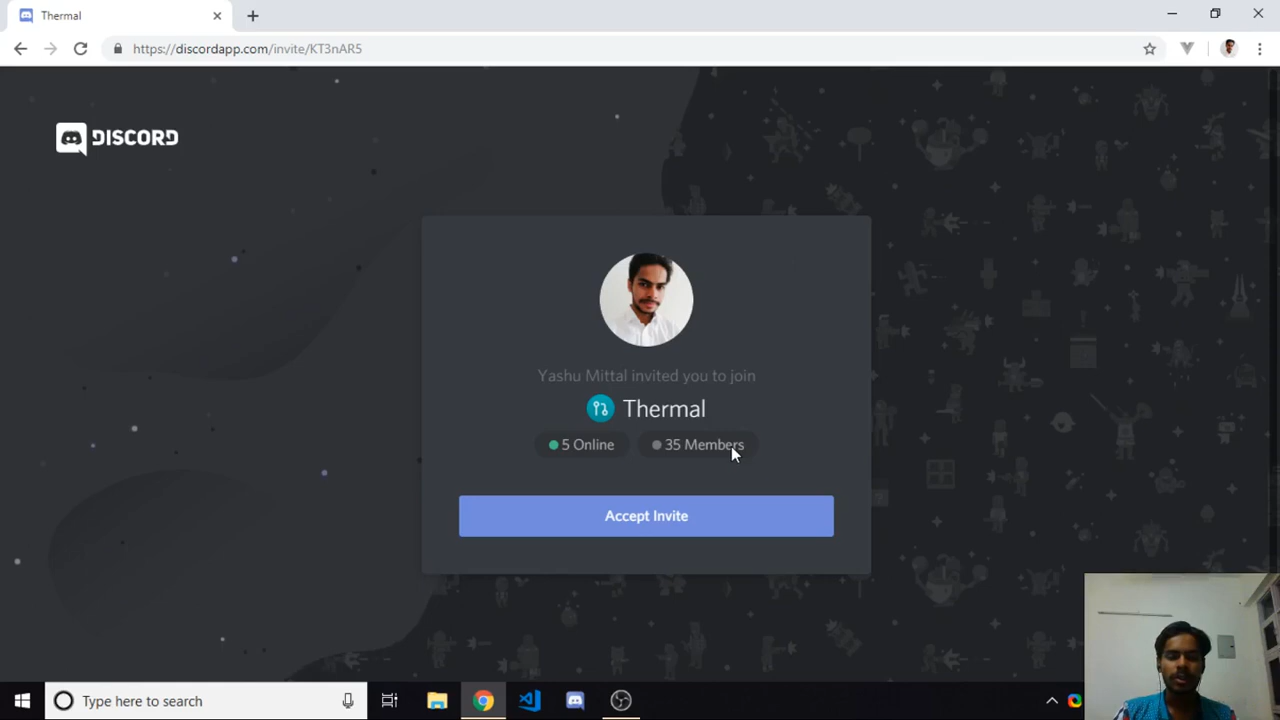 Thermal
https://discordapp.com/invite/KT3nAR5
DISCORD
Yashu Mittal invited you to join
Thermal
5 Online
35 Members
Accept Invite
Type here to search